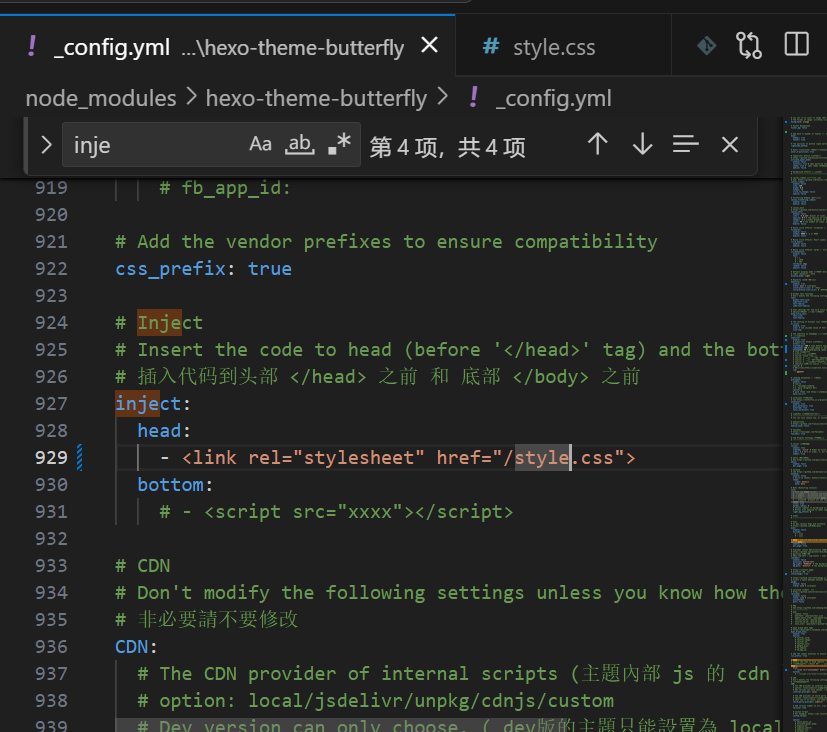 ! _config.yml ...\hexo-theme-butterfly × # style.css
node_modules > hexo-theme-butterfly > ! _config.yml
> inje Aa ab .* 第 4 项，共 4 项 ↑ ↓ ×
919 # fb_app_id:
920
921 # Add the vendor prefixes to ensure compatibility
922 css_prefix: true
923
924 # Inject
925 # Insert the code to head (before '</head>' tag) and the bot
926 # 插入代码到头部 </head> 之前 和 底部 </body> 之前
927 inject:
928 head:
929 - <link rel="stylesheet" href="/style.css">
930 bottom:
931 # - <script src="xxxx"></script>
932
933 # CDN
934 # Don't modify the following settings unless you know how the
935 # 非必要請不要修改
936 CDN:
937 # The CDN provider of internal scripts (主題內部 js 的 cdn
938 # option: local/jsdelivr/unpkg/cdnjs/custom
939 # Dev version can only choose. ( dev版的主題只能設置為 local